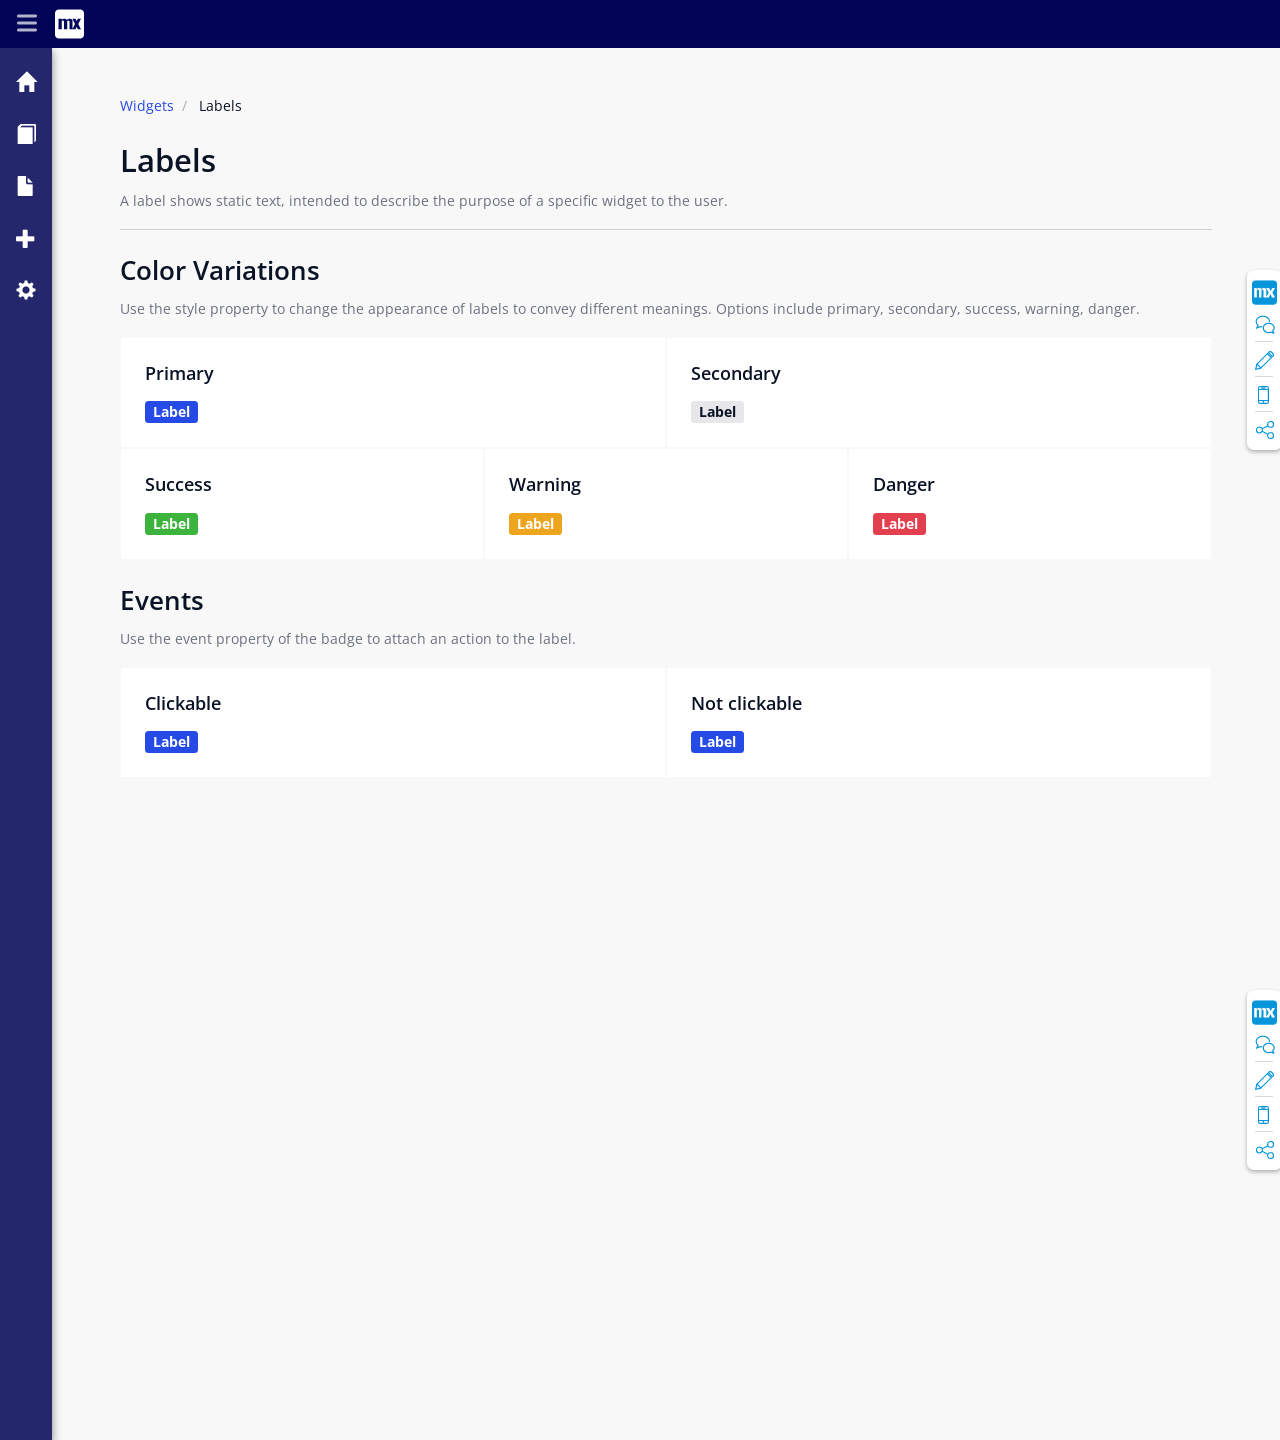 mx
Widgets / Labels
Labels
A label shows static text, intended to describe the purpose of a specific widget to the user.
Color Variations
Use the style property to change the appearance of labels to convey different meanings. Options include primary, secondary, success, warning, danger.
mx
Primary
Secondary
Label
Label
Success
Warning
Danger
Label
Label
Label
Events
Use the event property of the badge to attach an action to the label.
Clickable
Not clickable
Label
Label
mx